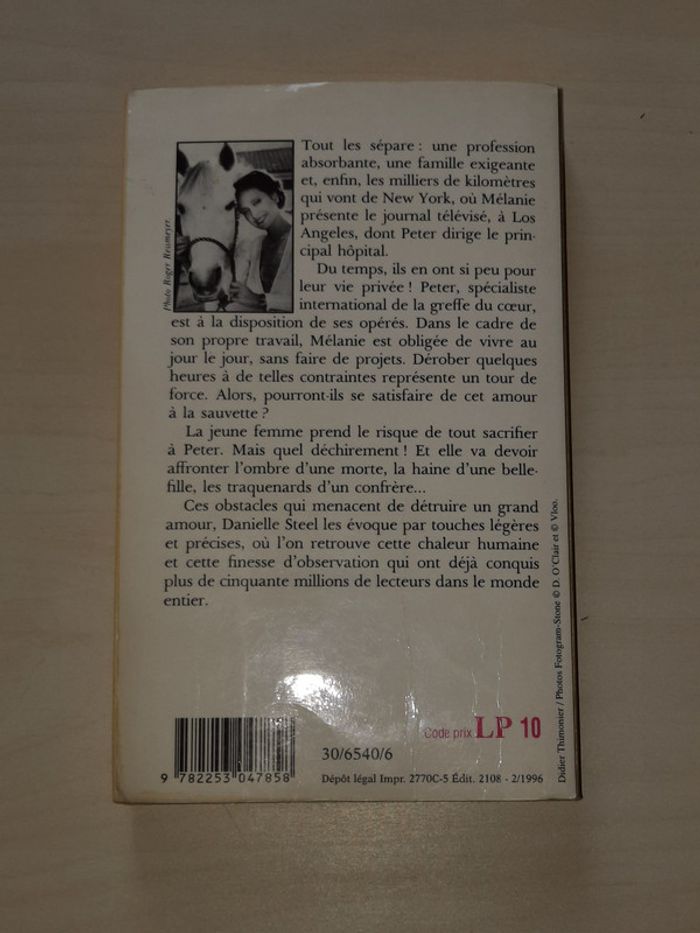 Tout les sépare : une profession
absorbante, une famille exigeante
et, enfin, les milliers de kilomètres
qui vont de New York, où Mélanie
présente le journal télévisé, à Los
Angeles, dont Peter dirige le prin-
cipal hôpital.
Du temps, ils en ont si peu pour
leur vie privée ! Peter, spécialiste
international de la greffe du cœur,
est à la disposition de ses opérés. Dans le cadre de
son propre travail, Mélanie est obligée de vivre au
jour le jour, sans faire de projets. Dérober quelques
heures à de telles contraintes représente un tour de
force. Alors, pourront-ils se satisfaire de cet amour
à la sauvette ?
La jeune femme prend le risque de tout sacrifier
à Peter. Mais quel déchirement ! Et elle va devoir
affronter l'ombre d'une morte, la haine d'une belle-
fille, les traquenards d'un confrère...
Ces obstacles qui menacent de détruire un grand
amour, Danielle Steel les évoque par touches légères
et précises, où l'on retrouve cette chaleur humaine
et cette finesse d'observation qui ont déjà conquis
plus de cinquante millions de lecteurs dans le monde
entier.
Photo Roger Ressmeyer.
Didier Thimonier / Photos Fotogram-Stone © D. O'Clair et © Vloo.
Code prix LP 10
30/6540/6
9 782253 047858
Dépôt légal Impr. 2770C-5 Édit. 2108 - 2/1996